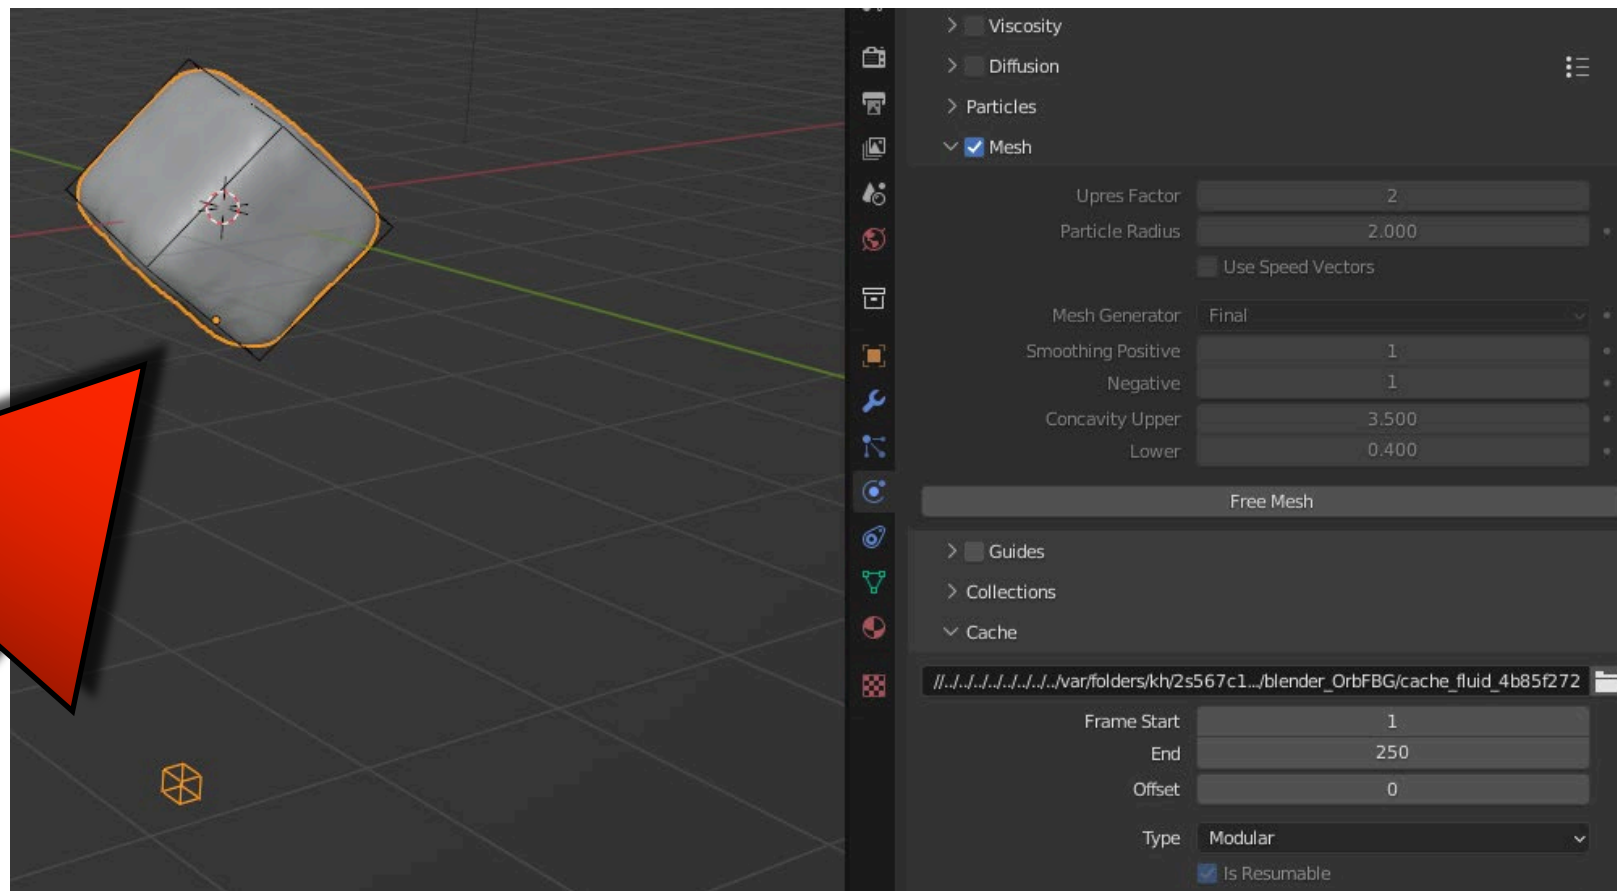 Viscosity
Diffusion
Particles
Mesh
Upres Factor 2
Particle Radius 2.000
Use Speed Vectors
Mesh Generator Final
Smoothing Positive 1
Negative 1
Concavity Upper 3.500
Lower 0.400
Free Mesh
Guides
Collections
Cache
//../../../../../../../../var/folders/kh/2s567c1.../blender_OrbFBG/cache_fluid_4b85f272
Frame Start 1
End 250
Offset 0
Type Modular
Is Resumable